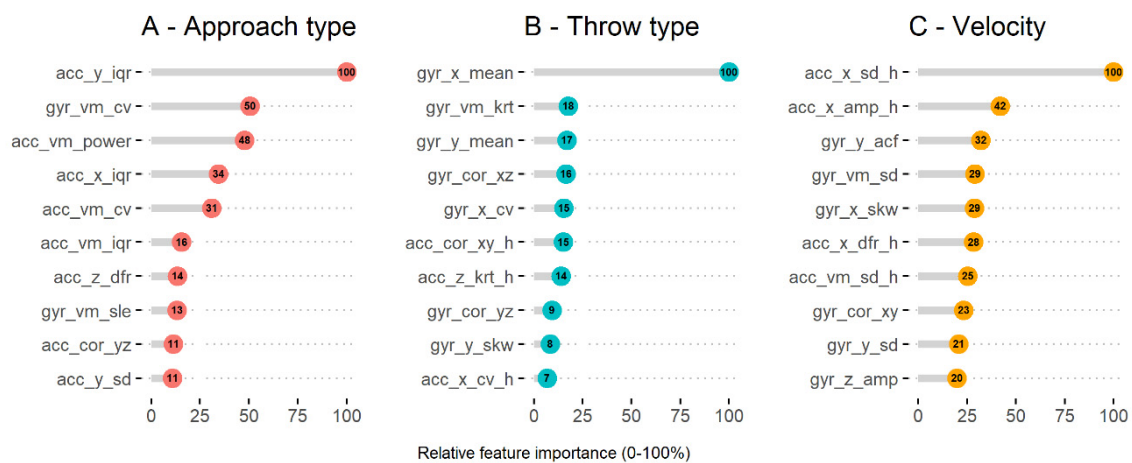 A - Approach type
acc_y_iqr 100
gyr_vm_cv 50
acc_vm_power 48
acc_x_iqr 34
acc_vm_cv 31
acc_vm_iqr 16
acc_z_dfr 14
gyr_vm_sle 13
acc_cor_yz 11
acc_y_sd 11
0 25 50 75 100
B - Throw type
gyr_x_mean 100
gyr_vm_krt 18
gyr_y_mean 17
gyr_cor_xz 16
gyr_x_cv 15
acc_cor_xy_h 15
acc_z_krt_h 14
gyr_cor_yz 9
gyr_y_skw 8
acc_x_cv_h 7
0 25 50 75 100
C - Velocity
acc_x_sd_h 100
acc_x_amp_h 42
gyr_y_acf 32
gyr_vm_sd 29
gyr_x_skw 29
acc_x_dfr_h 28
acc_vm_sd_h 25
gyr_cor_xy 23
gyr_y_sd 21
gyr_z_amp 20
0 25 50 75 100
Relative feature importance (0-100%)